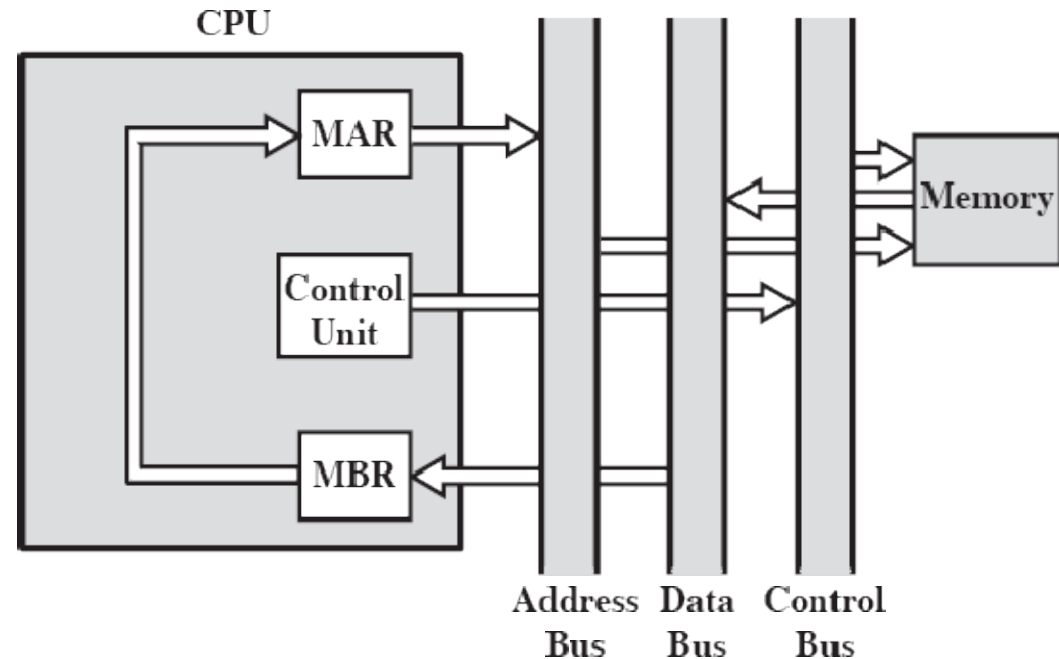 CPU
MAR
Memory
Control
Unit
MBR
Address
Bus
Data
Bus
Control
Bus